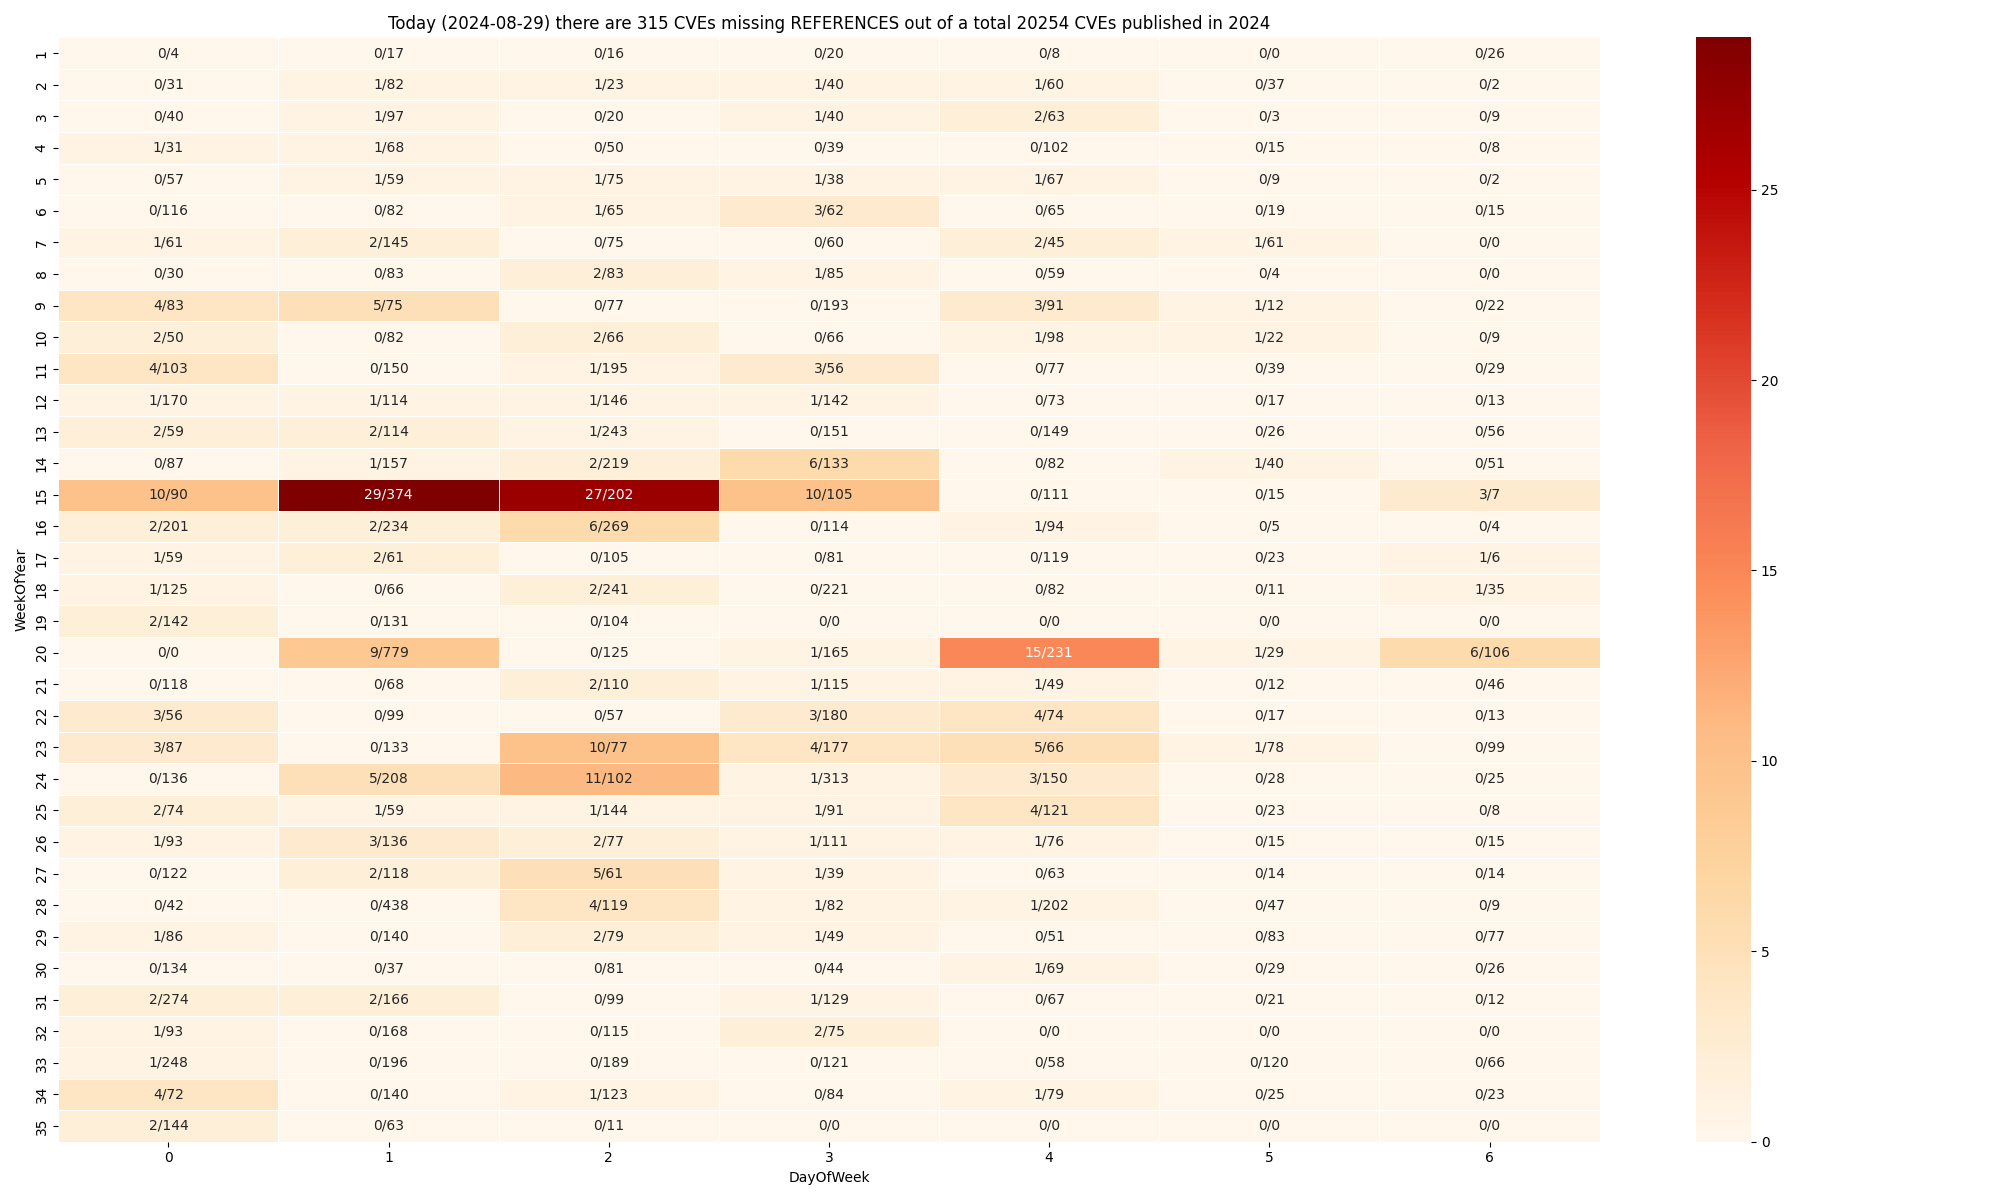 Today (2024-08-29) there are 315 CVEs missing REFERENCES out of a total 20254 CVEs published in 2024
1 0/4 0/17 0/16 0/20 0/8 0/0 0/26
2 0/31 1/82 1/23 1/40 1/60 0/37 0/2
3 0/40 1/97 0/20 1/40 2/63 0/3 0/9
4 1/31 1/68 0/50 0/39 0/102 0/15 0/8
5 0/57 1/59 1/75 1/38 1/67 0/9 0/2
6 0/116 0/82 1/65 3/62 0/65 0/19 0/15
7 1/61 2/145 0/75 0/60 2/45 1/61 0/0
8 0/30 0/83 2/83 1/85 0/59 0/4 0/0
9 4/83 5/75 0/77 0/193 3/91 1/12 0/22
10 2/50 0/82 2/66 0/66 1/98 1/22 0/9
11 4/103 0/150 1/195 3/56 0/77 0/39 0/29
12 1/170 1/114 1/146 1/142 0/73 0/17 0/13
13 2/59 2/114 1/243 0/151 0/149 0/26 0/56
14 0/87 1/157 2/219 6/133 0/82 1/40 0/51
15 10/90 29/374 27/202 10/105 0/111 0/15 3/7
16 2/201 2/234 6/269 0/114 1/94 0/5 0/4
17 1/59 2/61 0/105 0/81 0/119 0/23 1/6
18 1/125 0/66 2/241 0/221 0/82 0/11 1/35
19 2/142 0/131 0/104 0/0 0/0 0/0 0/0
20 0/0 9/779 0/125 1/165 15/231 1/29 6/106
21 0/118 0/68 2/110 1/115 1/49 0/12 0/46
22 3/56 0/99 0/57 3/180 4/74 0/17 0/13
23 3/87 0/133 10/77 4/177 5/66 1/78 0/99
24 0/136 5/208 11/102 1/313 3/150 0/28 0/25
25 2/74 1/59 1/144 1/91 4/121 0/23 0/8
26 1/93 3/136 2/77 1/111 1/76 0/15 0/15
27 0/122 2/118 5/61 1/39 0/63 0/14 0/14
28 0/42 0/438 4/119 1/82 1/202 0/47 0/9
29 1/86 0/140 2/79 1/49 0/51 0/83 0/77
30 0/134 0/37 0/81 0/44 1/69 0/29 0/26
31 2/274 2/166 0/99 1/129 0/67 0/21 0/12
32 1/93 0/168 0/115 2/75 0/0 0/0 0/0
33 1/248 0/196 0/189 0/121 0/58 0/120 0/66
34 4/72 0/140 1/123 0/84 1/79 0/25 0/23
35 2/144 0/63 0/11 0/0 0/0 0/0 0/0
0 1 2 3 4 5 6
DayOfWeek
WeekOfYear
25
20
15
10
5
0